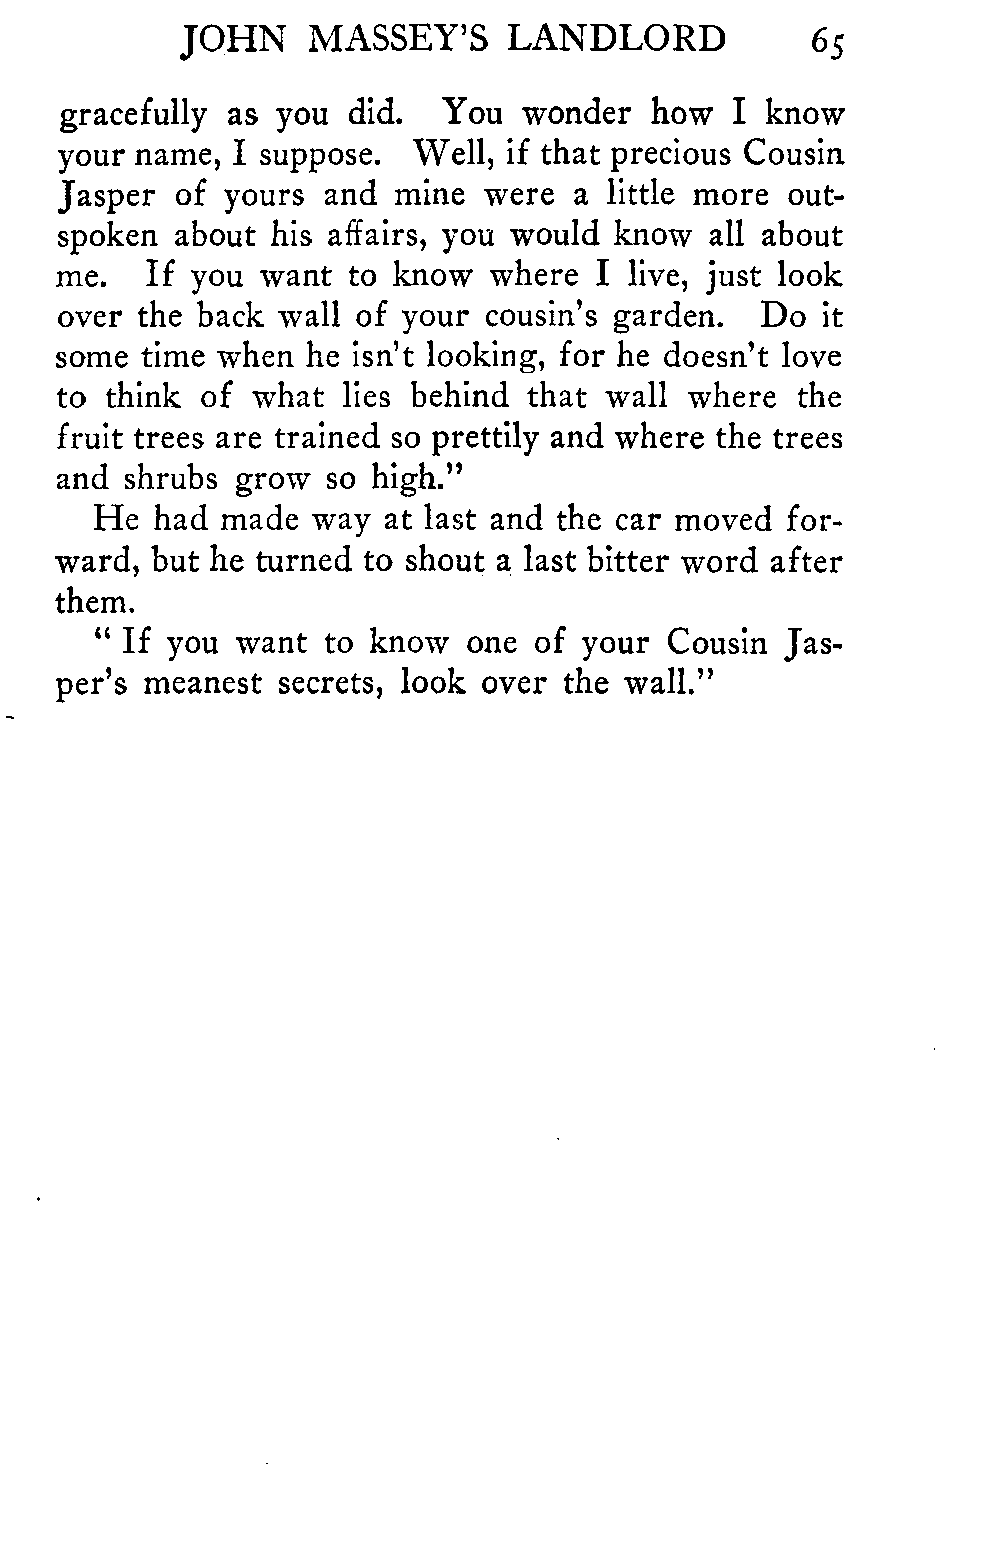 JOHN MASSEY'S LANDLORD 65
gracefully as you did. You wonder how I know
your name, I suppose. Well, if that precious Cousin
Jasper of yours and mine were a little more out-
spoken about his affairs, you would know all about
me. If you want to know where I live, just look
over the back wall of your cousin's garden. Do it
some time when he isn't looking, for he doesn't love
to think of what lies behind that wall where the
fruit trees are trained so prettily and where the trees
and shrubs grow so high."
He had made way at last and the car moved for-
ward, but he turned to shout a last bitter word after
them.
" If you want to know one of your Cousin Jas-
per's meanest secrets, look over the wall."